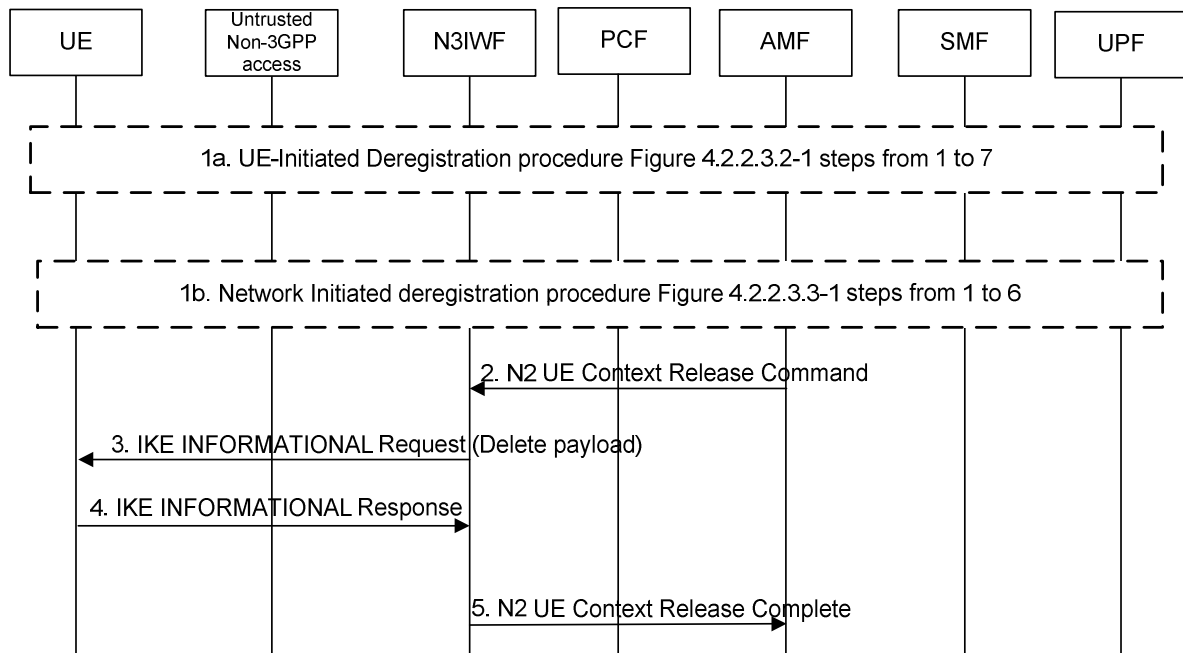 UE
Untrusted
Non-3GPP
access
N3IWF
PCF
AMF
SMF
UPF
1a. UE-Initiated Deregistration procedure Figure 4.2.2.3.2-1 steps from 1 to 7
1b. Network Initiated deregistration procedure Figure 4.2.2.3.3-1 steps from 1 to 6
2. N2 UE Context Release Command
3. IKE INFORMATIONAL Request (Delete payload)
4. IKE INFORMATIONAL Response
5. N2 UE Context Release Complete